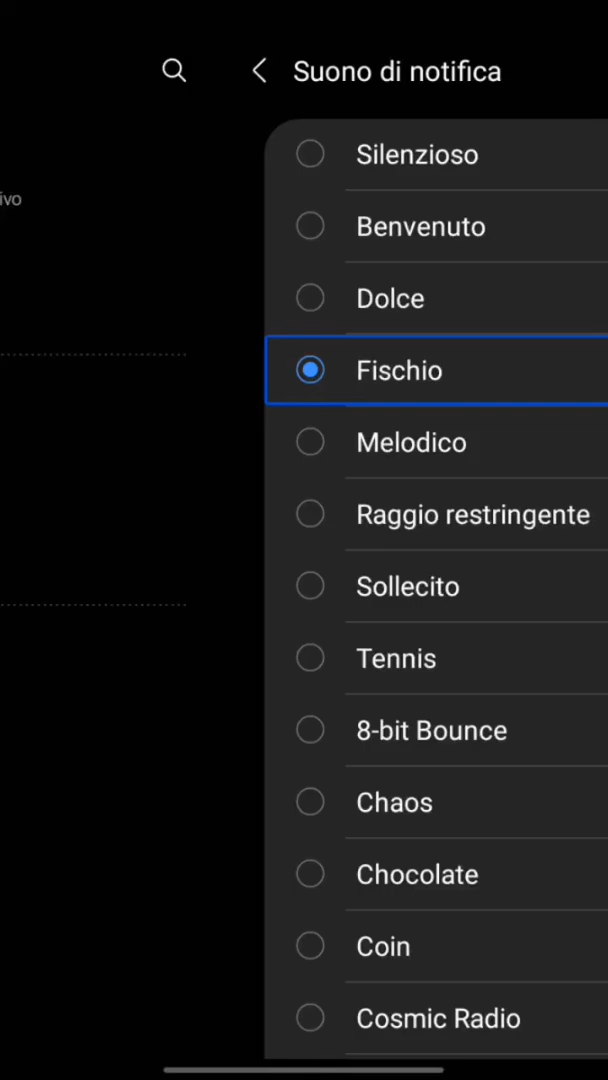 Suono di notifica
Silenzioso
ivo
Benvenuto
Dolce
Fischio
Melodico
Raggio restringente
Sollecito
Tennis
8-bit Bounce
Chaos
Chocolate
Coin
Cosmic Radio